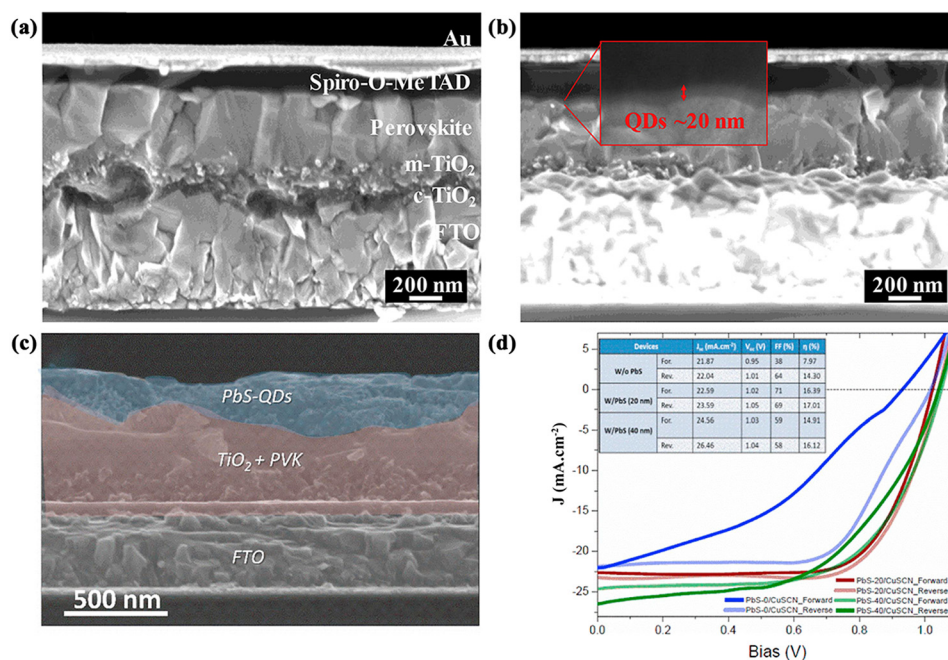 (a)
Au
Spiro-O-MeTAD
Perovskite
m-TiO2
c-TiO2
FTO
200 nm
(b)
QDs ~20 nm
200 nm
(c)
PbS-QDs
TiO2 + PVK
FTO
500 nm
(d)
Devices Jsc (mA.cm-2) Voc (V) FF (%) η (%)
W/o PbS For. 21.87 0.95 38 7.97
Rev. 22.04 1.01 64 14.30
W/PbS (20 nm) For. 22.59 1.02 71 16.39
Rev. 23.59 1.05 69 17.01
W/PbS (40 nm) For. 24.56 1.03 59 14.91
Rev. 26.46 1.04 58 16.12
5
0
-5
-10
-15
-20
-25
J (mA.cm-2)
PbS-0/CuSCN_Forward
PbS-0/CuSCN_Reverse
PbS-20/CuSCN_Forward
PbS-20/CuSCN_Reverse
PbS-40/CuSCN_Forward
PbS-40/CuSCN_Reverse
0.0 0.2 0.4 0.6 0.8 1.0
Bias (V)